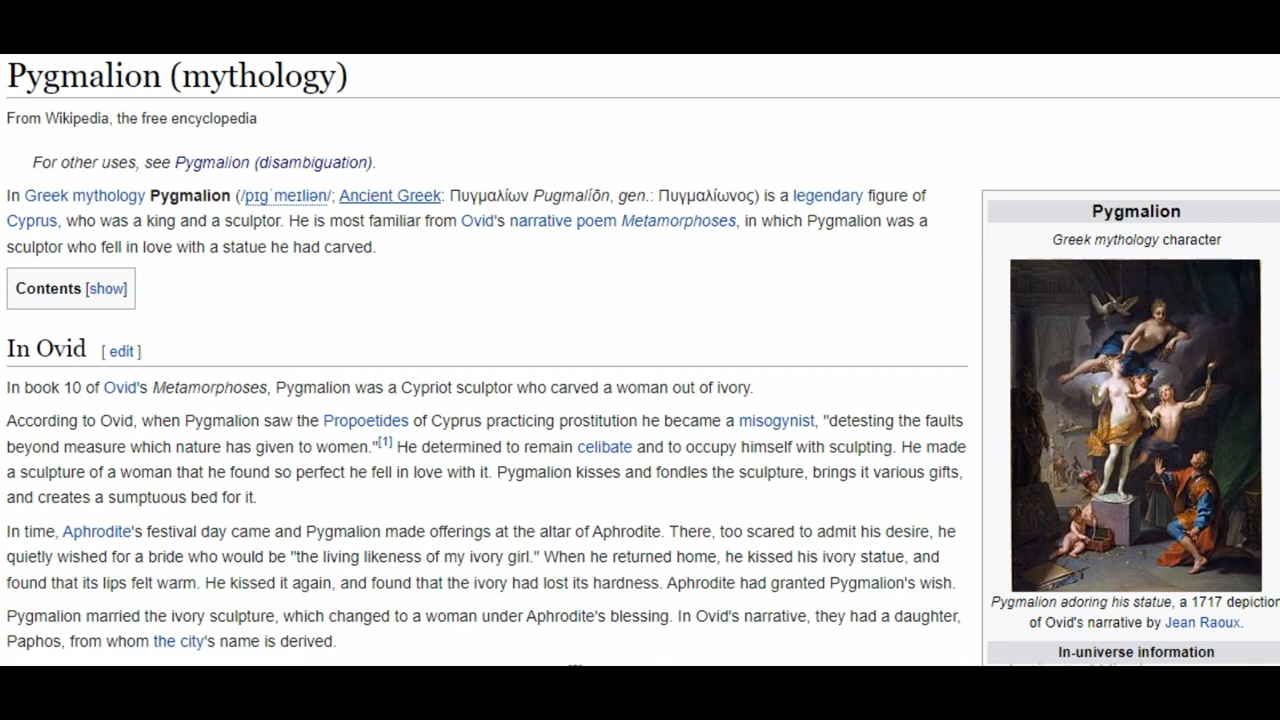 Pygmalion (mythology)
From Wikipedia, the free encyclopedia
For other uses, see Pygmalion (disambiguation).
In Greek mythology Pygmalion (/pɪɡˈmeɪliən/; Ancient Greek: Πυγμαλίων Pugmalíōn, gen.: Πυγμαλίωνος) is a legendary figure of
Cyprus, who was a king and a sculptor. He is most familiar from Ovid's narrative poem Metamorphoses, in which Pygmalion was a
sculptor who fell in love with a statue he had carved.
Contents [show]
In Ovid [ edit ]
In book 10 of Ovid's Metamorphoses, Pygmalion was a Cypriot sculptor who carved a woman out of ivory.
According to Ovid, when Pygmalion saw the Propoetides of Cyprus practicing prostitution he became a misogynist, "detesting the faults
beyond measure which nature has given to women."[1] He determined to remain celibate and to occupy himself with sculpting. He made
a sculpture of a woman that he found so perfect he fell in love with it. Pygmalion kisses and fondles the sculpture, brings it various gifts,
and creates a sumptuous bed for it.
In time, Aphrodite's festival day came and Pygmalion made offerings at the altar of Aphrodite. There, too scared to admit his desire, he
quietly wished for a bride who would be "the living likeness of my ivory girl." When he returned home, he kissed his ivory statue, and
found that its lips felt warm. He kissed it again, and found that the ivory had lost its hardness. Aphrodite had granted Pygmalion's wish.
Pygmalion married the ivory sculpture, which changed to a woman under Aphrodite's blessing. In Ovid's narrative, they had a daughter,
Paphos, from whom the city's name is derived.
Pygmalion
Greek mythology character
Pygmalion adoring his statue, a 1717 depiction
of Ovid's narrative by Jean Raoux.
In-universe information